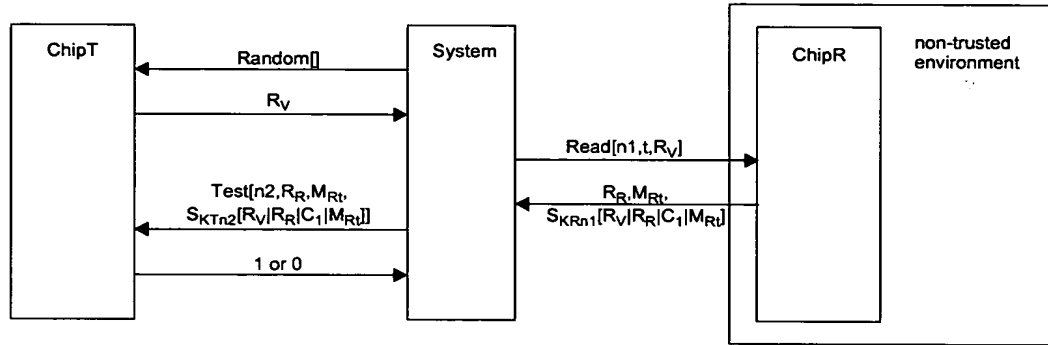 ChipT
System
ChipR
non-trusted
environment
Random[]
R_V
Read[n1,t,R_V]
Test[n2,R_R,M_Rt,
S_KTn2[R_V|R_R|C_1|M_Rt]]
R_R,M_Rt,
S_KRn1[R_V|R_R|C_1|M_Rt]
1 or 0